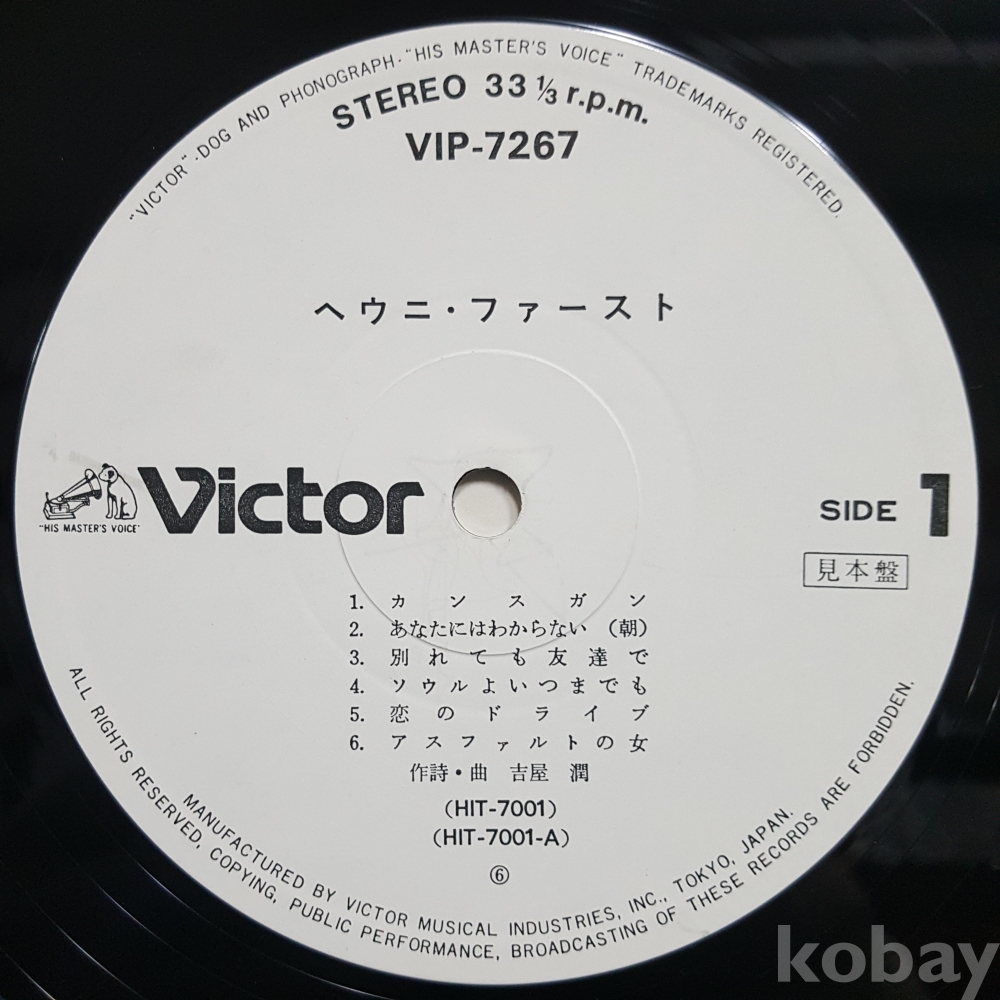 "VICTOR"·DOG AND PHONOGRAPH·"HIS MASTER'S VOICE" TRADEMARKS REGISTERED.
STEREO 33 1/3 r.p.m.
VIP-7267
ヘウニ・ファースト
"HIS MASTER'S VOICE"
Victor
SIDE 1
見本盤
1. カンスガン
2. あなたにはわからない（朝）
3. 別れても友達で
4. ソウルよいつまでも
5. 恋のドライブ
6. アスファルトの女
作詩・曲 吉屋 潤
(HIT-7001)
(HIT-7001-A)
⑥
MANUFACTURED BY VICTOR MUSICAL INDUSTRIES, INC., TOKYO, JAPAN.
ALL RIGHTS RESERVED, COPYING, PUBLIC PERFORMANCE, BROADCASTING OF THESE RECORDS ARE FORBIDDEN.
kobay